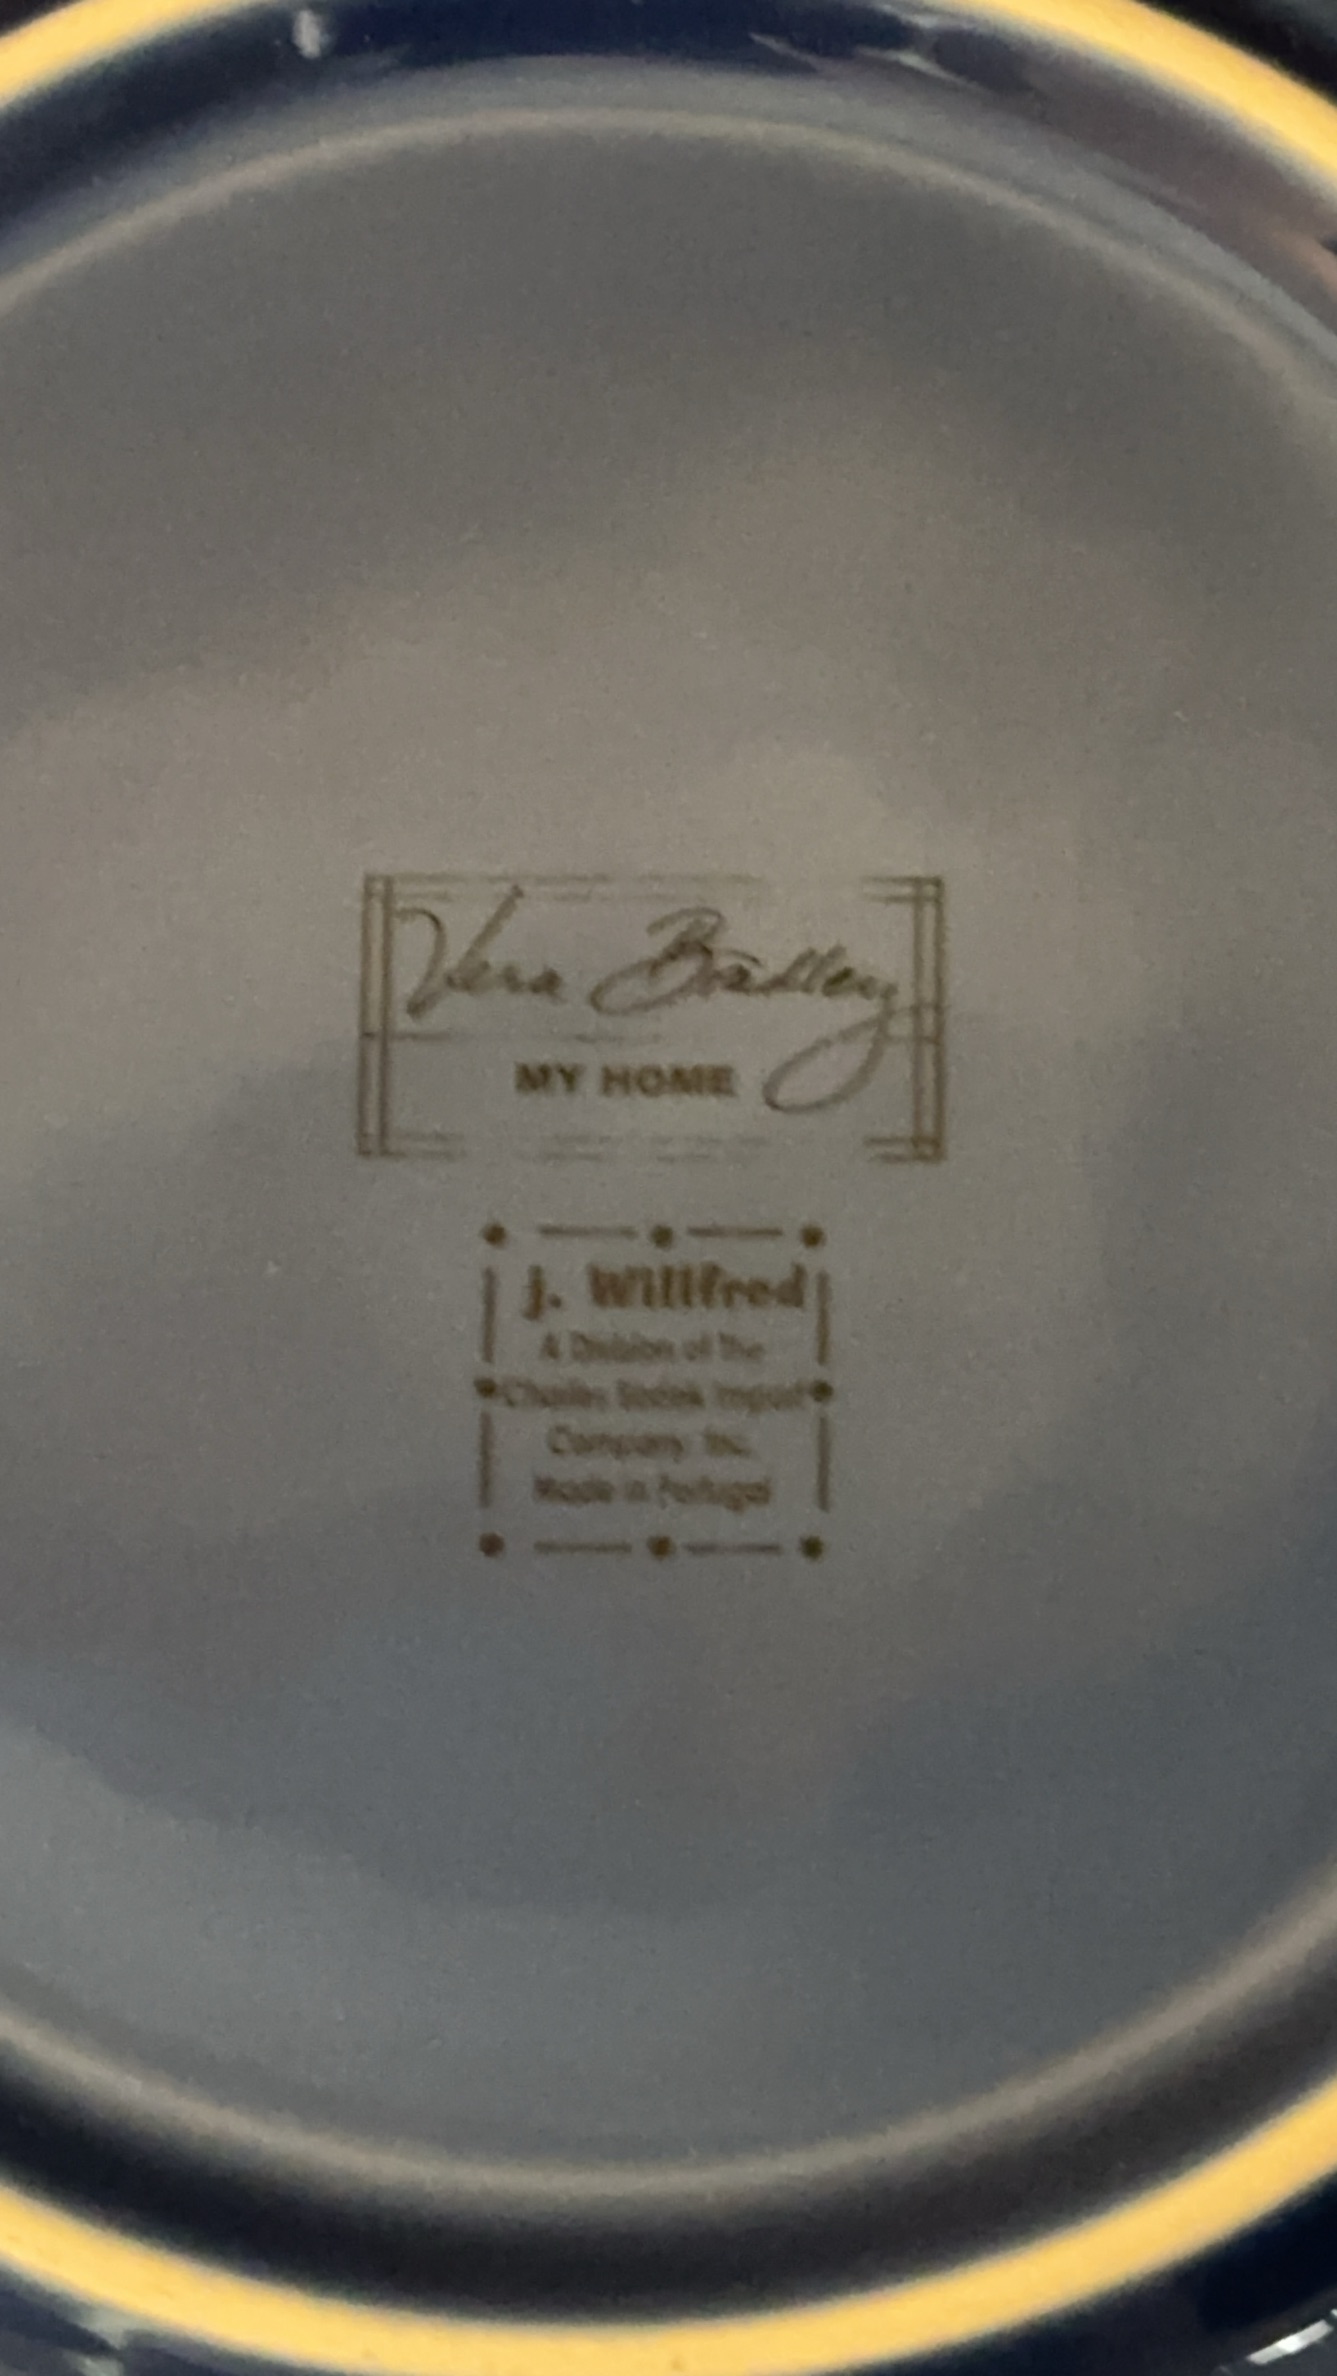 Vera Bradley
MY HOME
j. Willfred
A Division of The
Charles Sadek Import
Company, Inc.
Made in Portugal